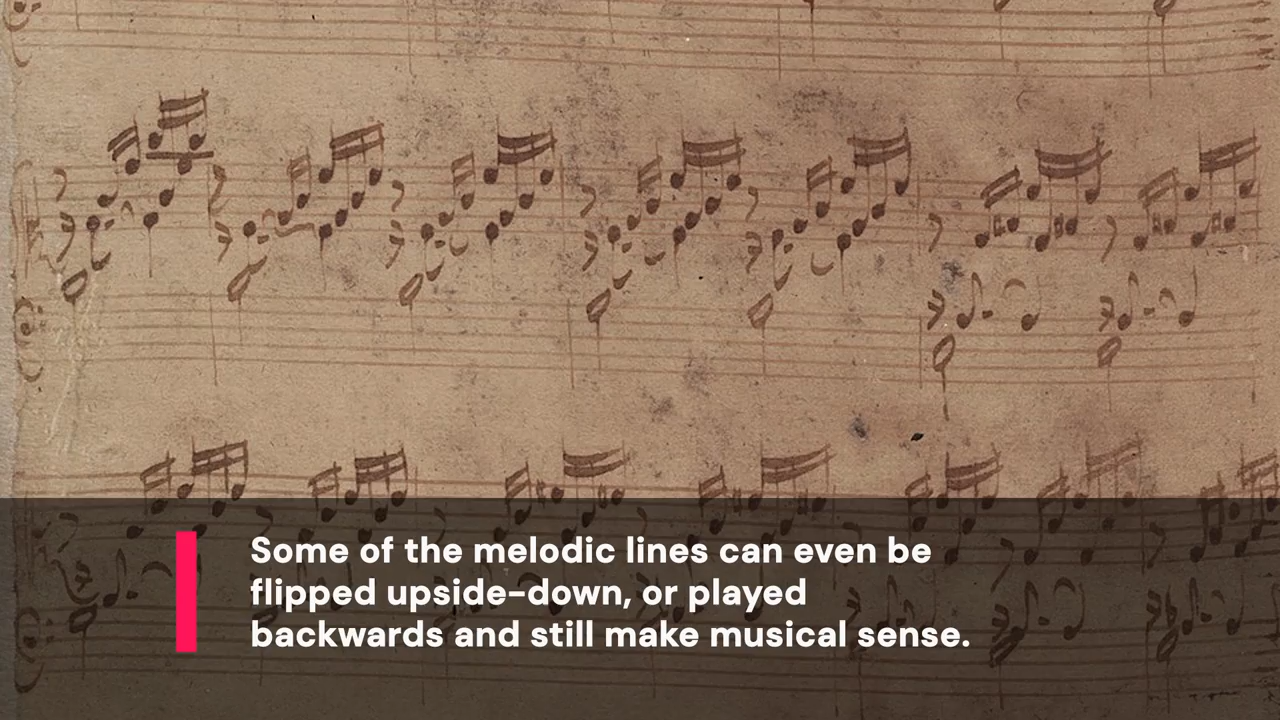 Some of the melodic lines can even be
flipped upside-down, or played
backwards and still make musical sense.